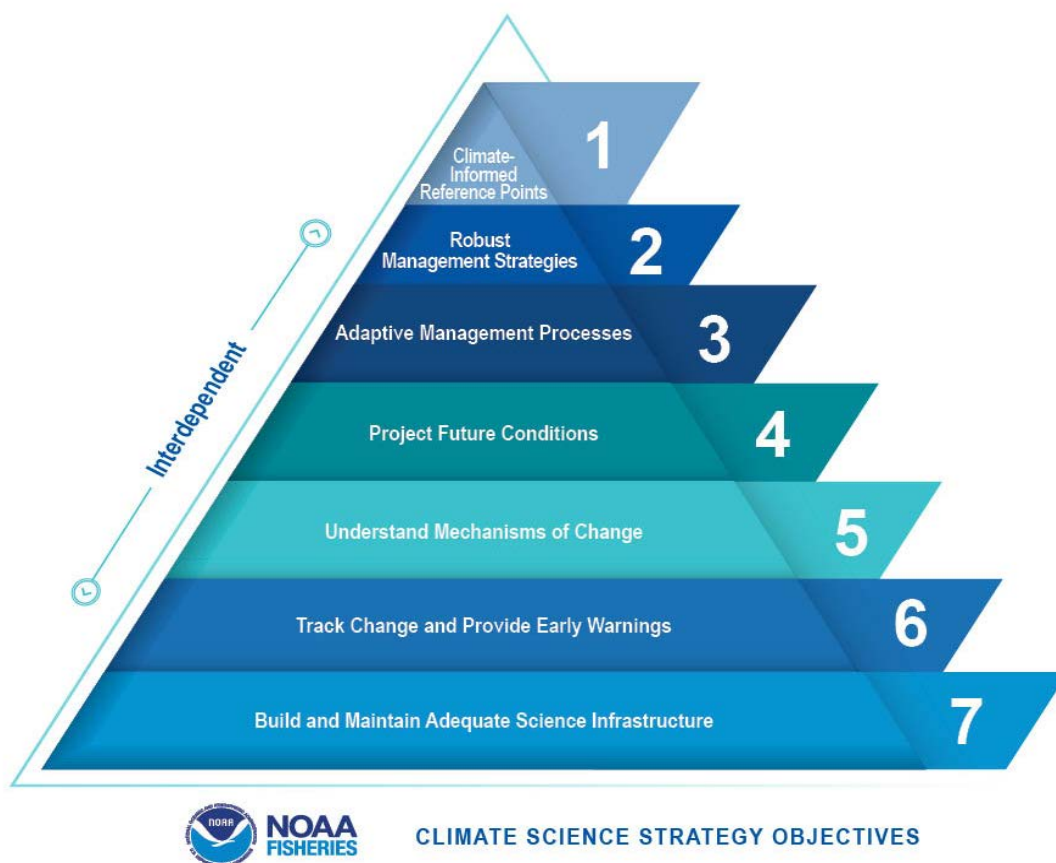 1
Climate-
Informed
Reference Points
2
Robust
Management Strategies
3
Adaptive Management Processes
4
Project Future Conditions
5
Understand Mechanisms of Change
6
Track Change and Provide Early Warnings
7
Build and Maintain Adequate Science Infrastructure
Interdependent
NOAA
NOAA
FISHERIES
CLIMATE SCIENCE STRATEGY OBJECTIVES